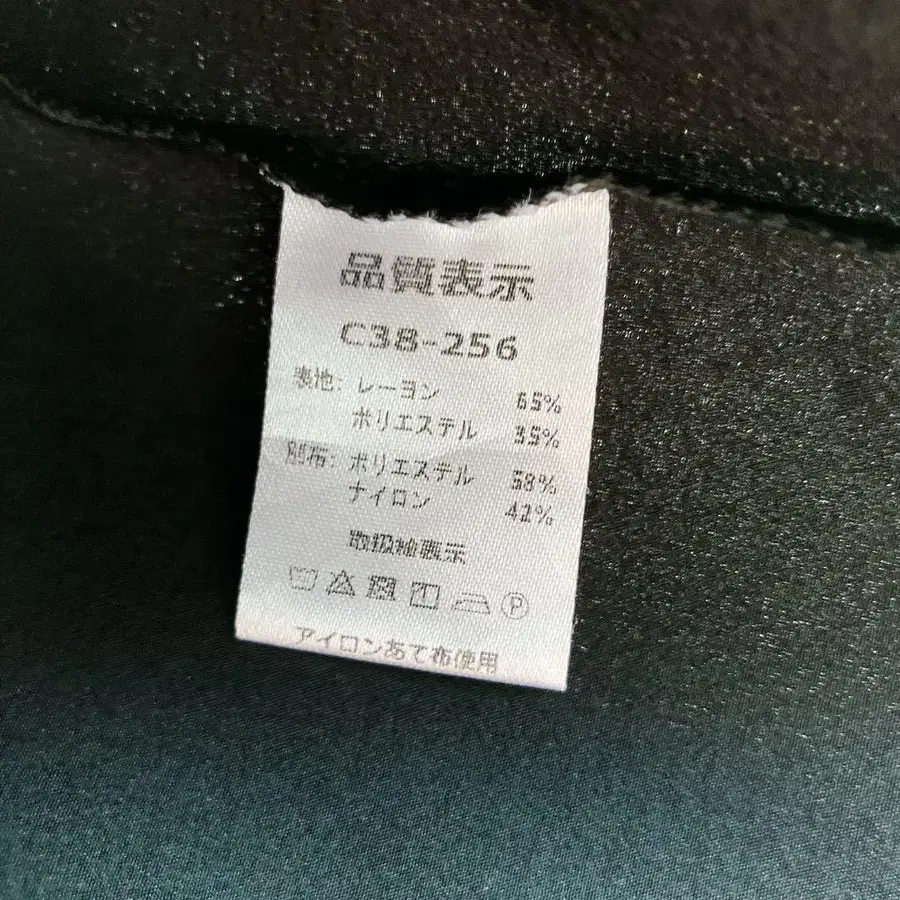 品質表示
C38-256
表地: レーヨン 65%
ポリエステル 35%
別布: ポリエステル 58%
ナイロン 42%
取扱絵表示
P
アイロンあて布使用